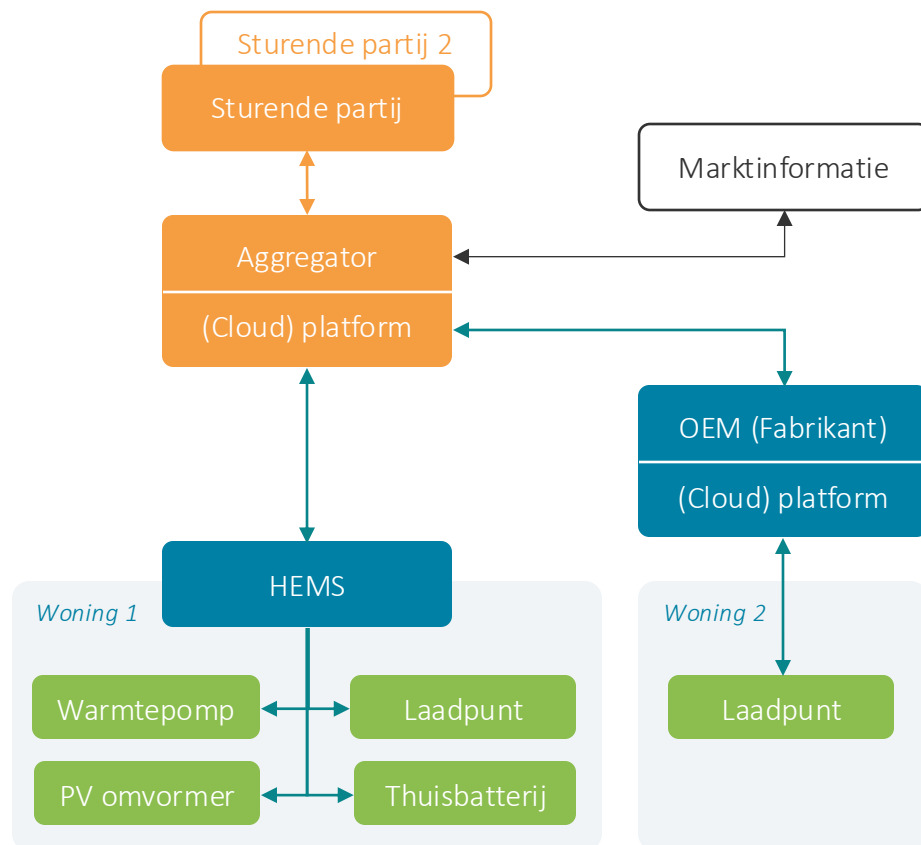 Sturende partij 2
Sturende partij
Marktinformatie
Aggregator
(Cloud) platform
OEM (Fabrikant)
(Cloud) platform
HEMS
Woning 1
Woning 2
Warmtepomp
Laadpunt
Laadpunt
PV omvormer
Thuisbatterij